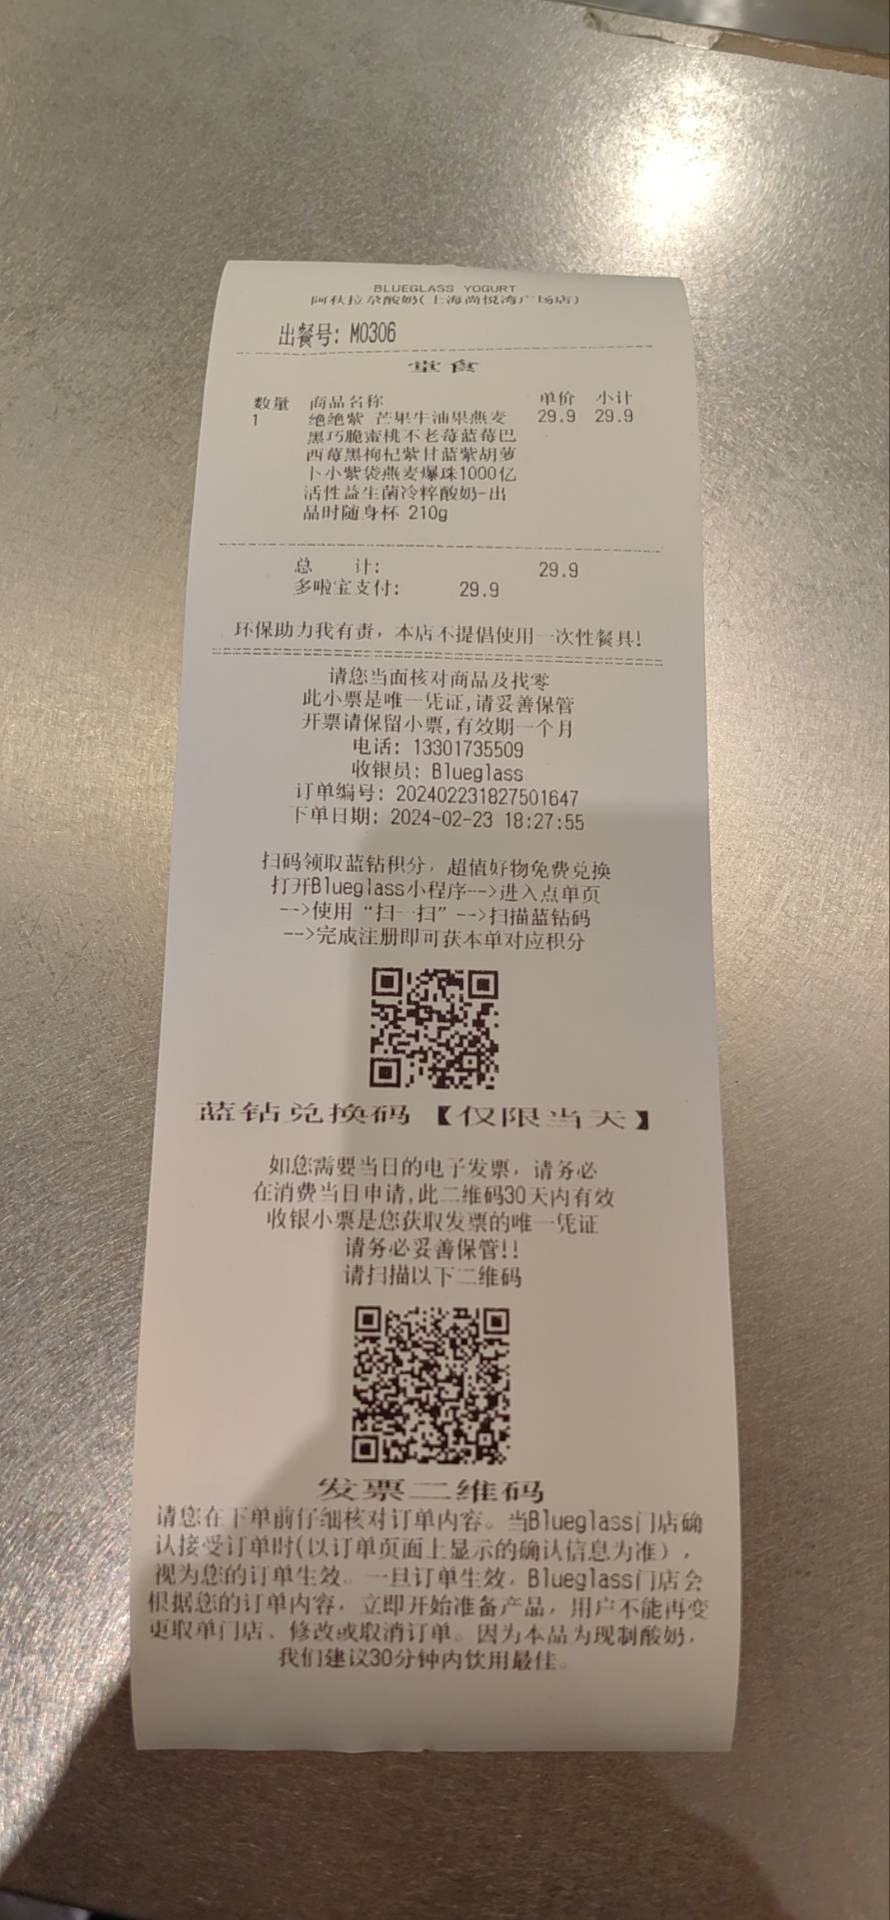 BLUEGLASS YOGURT
阿秋拉尕酸奶(上海尚悦湾广场店)
出餐号: M0306
堂食
数量 商品名称 单价 小计
1 绝绝紫 芒果牛油果燕麦 29.9 29.9
黑巧脆蜜桃不老莓蓝莓巴
西莓黑枸杞紫甘蓝紫胡萝
卜小紫袋燕麦爆珠1000亿
活性益生菌冷粹酸奶-出
品时随身杯 210g
总 计: 29.9
多啦宝支付: 29.9
环保助力我有责，本店不提倡使用一次性餐具!
请您当面核对商品及找零
此小票是唯一凭证,请妥善保管
开票请保留小票,有效期一个月
电话: 13301735509
收银员: Blueglass
订单编号: 202402231827501647
下单日期: 2024-02-23 18:27:55
扫码领取蓝钻积分，超值好物免费兑换
打开Blueglass小程序-->进入点单页
-->使用“扫一扫”-->扫描蓝钻码
-->完成注册即可获本单对应积分
蓝钻兑换码【仅限当天】
如您需要当日的电子发票，请务必
在消费当日申请,此二维码30天内有效
收银小票是您获取发票的唯一凭证
请务必妥善保管!!
请扫描以下二维码
发票二维码
请您在下单前仔细核对订单内容。当Blueglass门店确
认接受订单时(以订单页面上显示的确认信息为准)，
视为您的订单生效。一旦订单生效，Blueglass门店会
根据您的订单内容，立即开始准备产品，用户不能再变
更取单门店、修改或取消订单。因为本品为现制酸奶，
我们建议30分钟内饮用最佳。